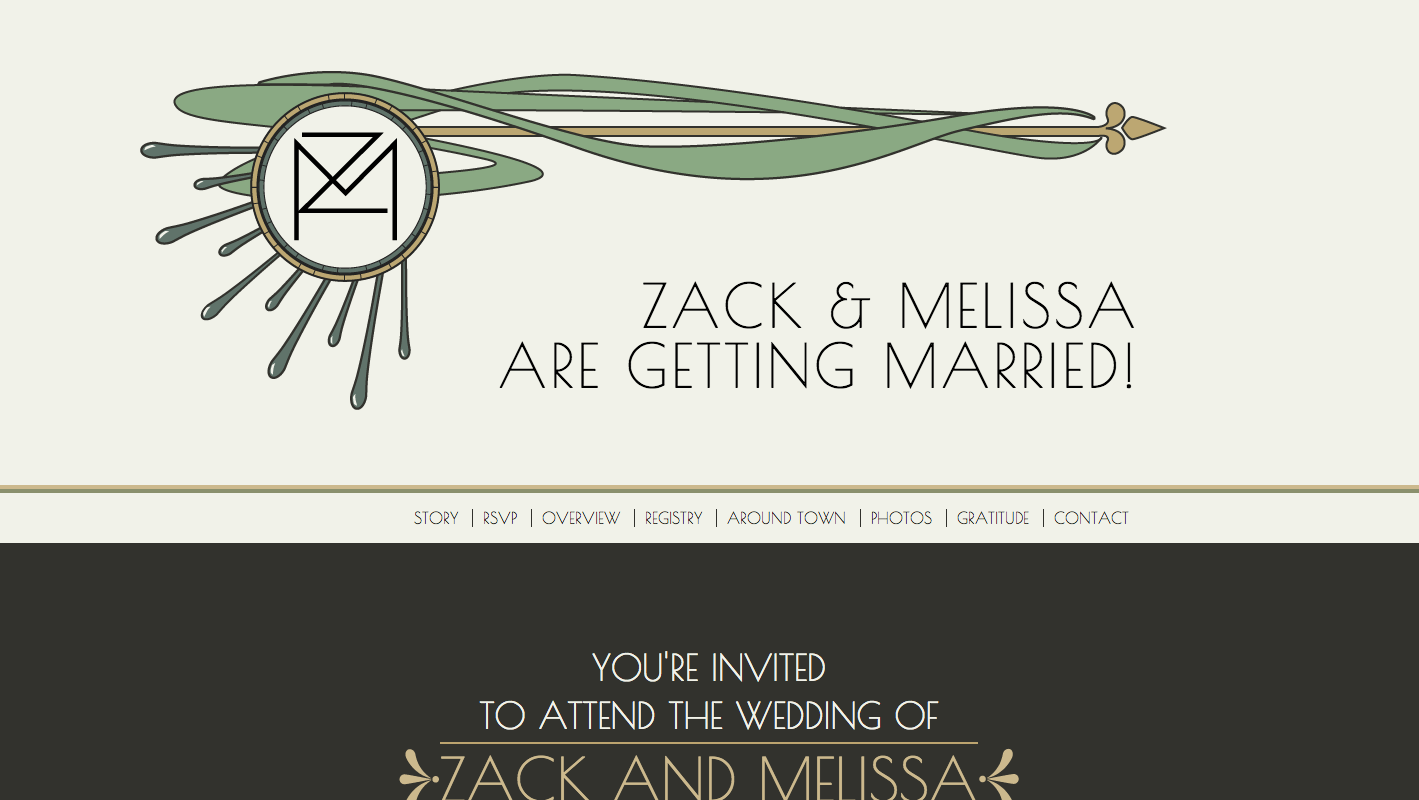 ZM
ZACK & MELISSA
ARE GETTING MARRIED!
STORY | RSVP | OVERVIEW | REGISTRY | AROUND TOWN | PHOTOS | GRATITUDE | CONTACT
YOU'RE INVITED
TO ATTEND THE WEDDING OF
ZACK AND MELISSA